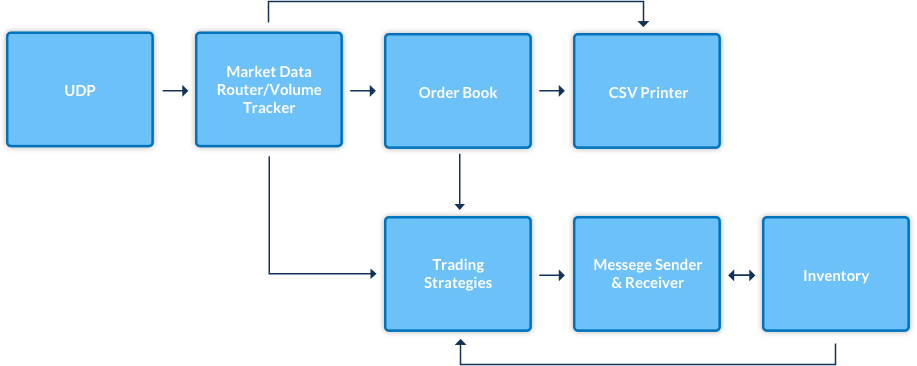 UDP
Market Data
Router/Volume
Tracker
Order Book
CSV Printer
Trading
Strategies
Messege Sender
& Receiver
Inventory